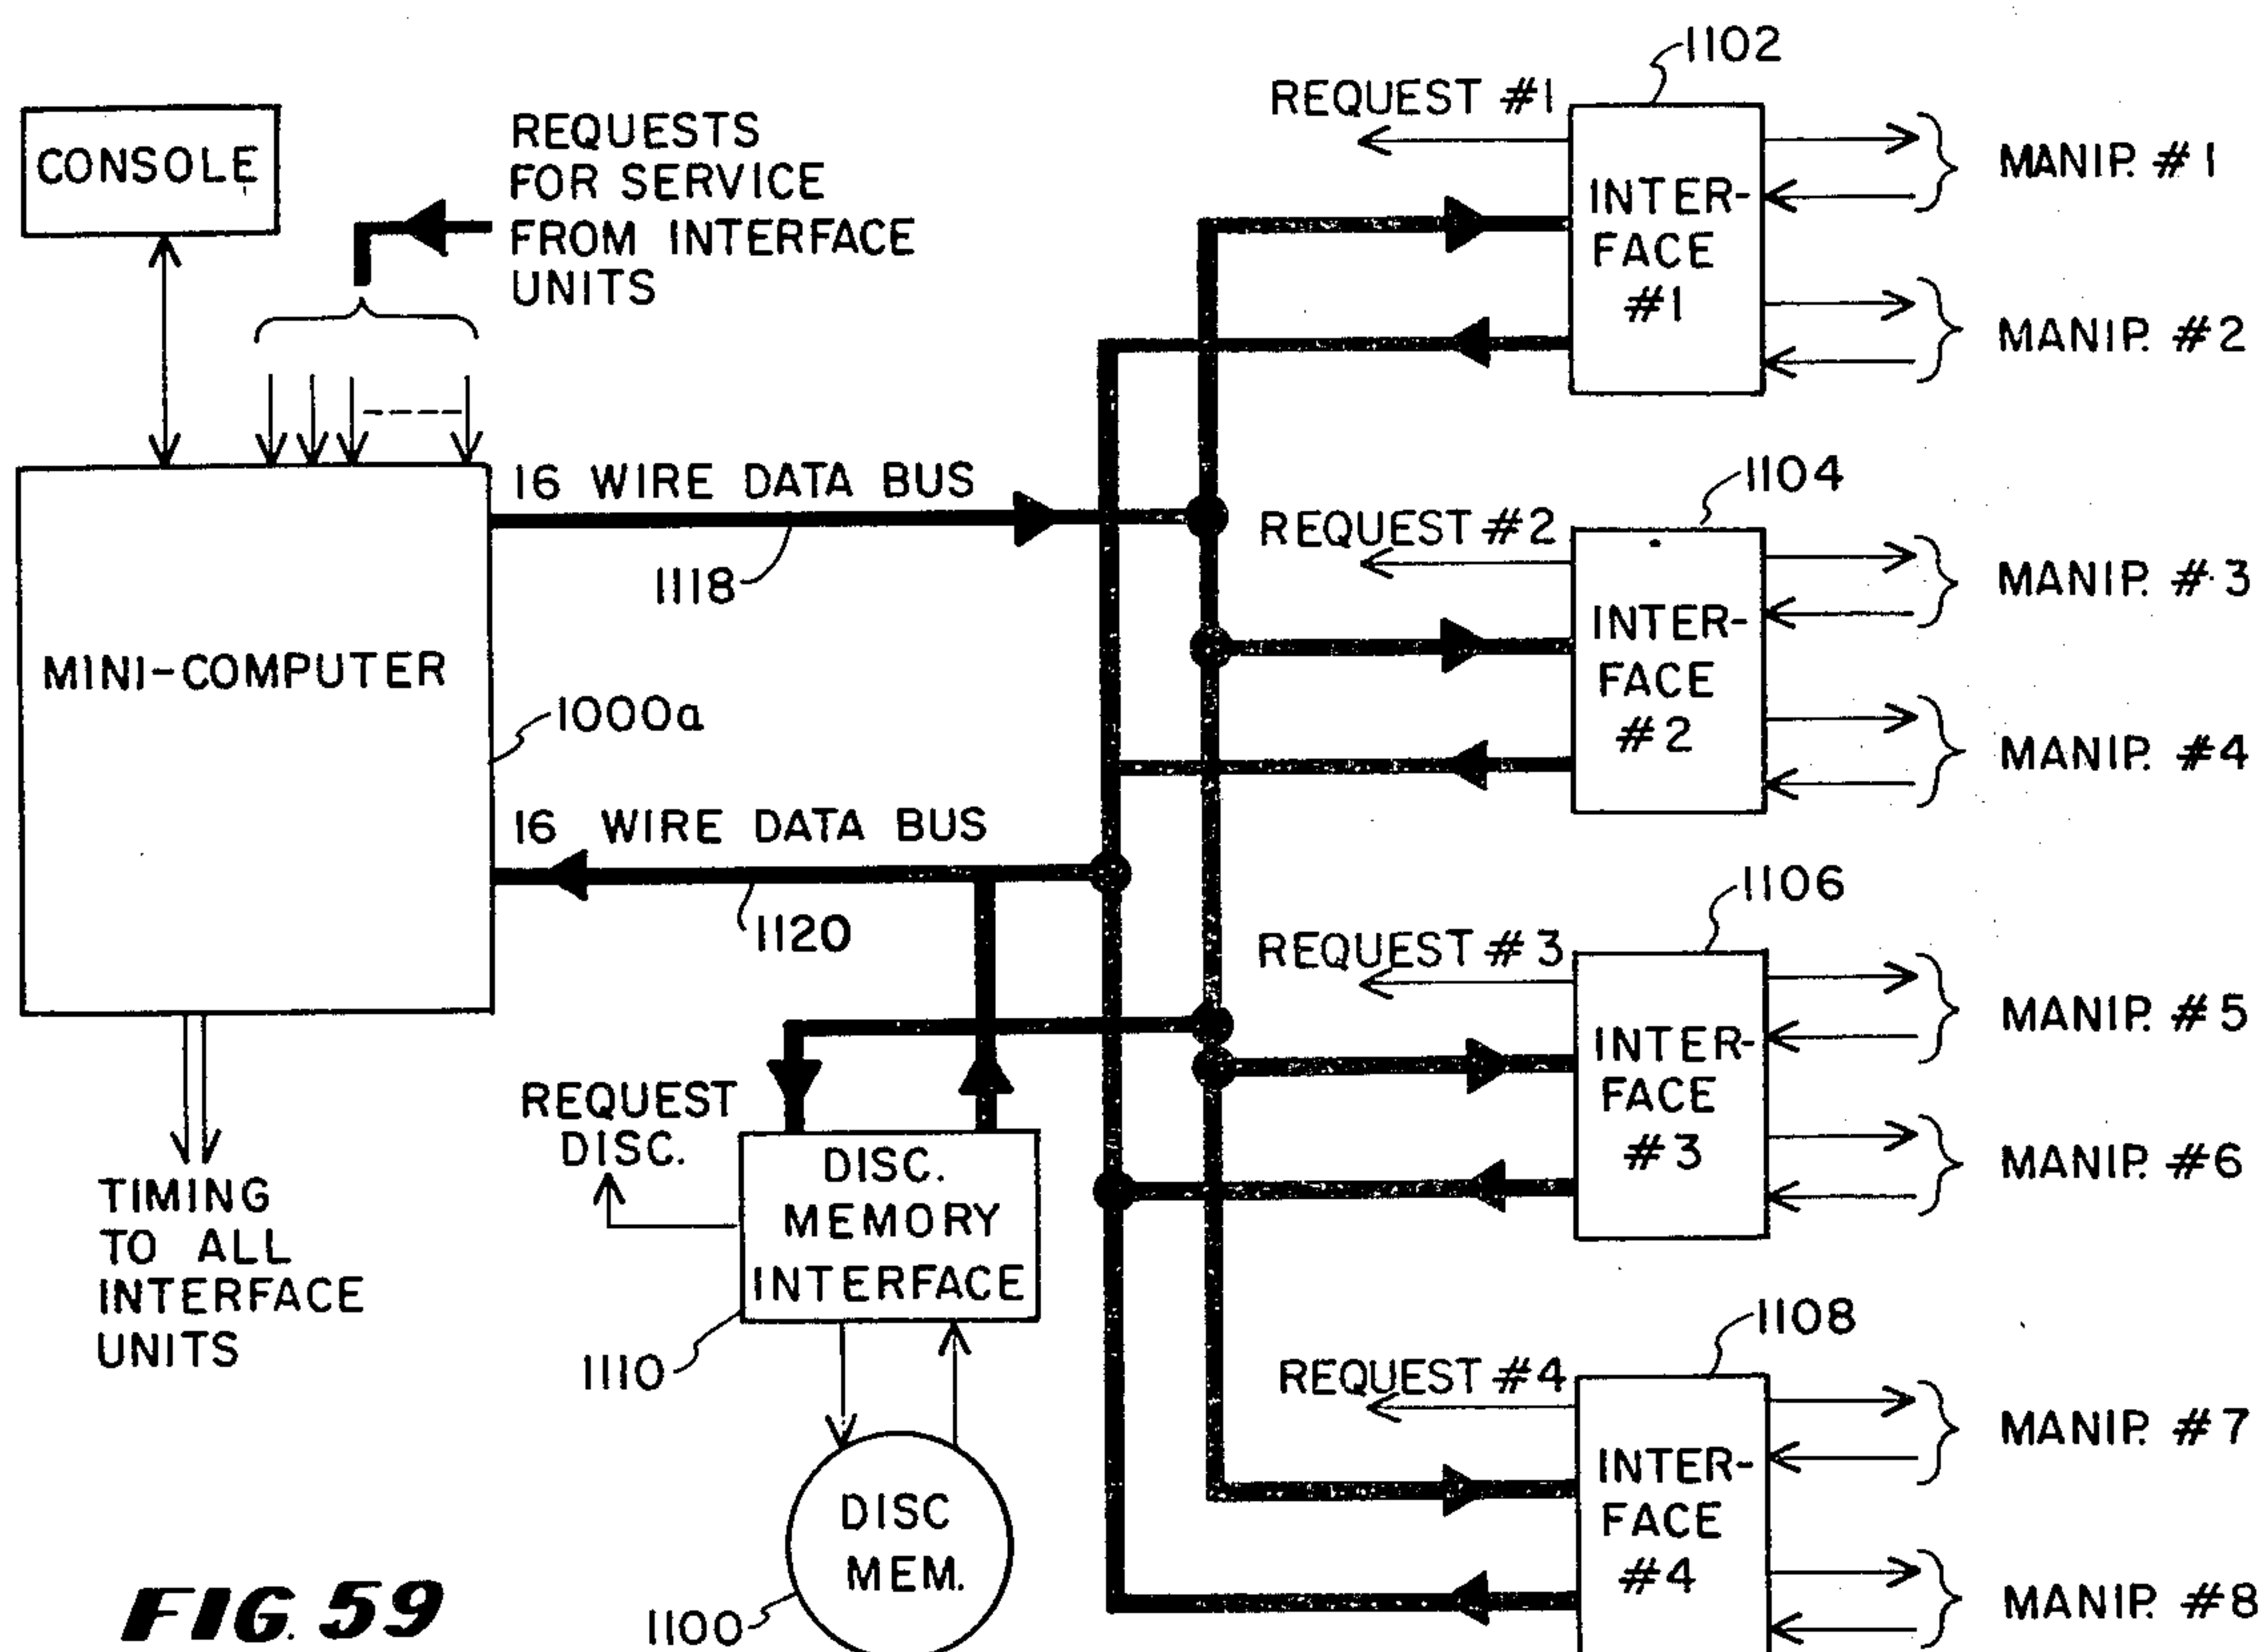 CONSOLE
REQUESTS
FOR SERVICE
FROM INTERFACE
UNITS
16 WIRE DATA BUS
1118
MINI-COMPUTER
1000a
16 WIRE DATA BUS
1120
TIMING
TO ALL
INTERFACE
UNITS
REQUEST
DISC.
DISC.
MEMORY
INTERFACE
1110
DISC
MEM.
1100
1102
REQUEST #1
INTER-
FACE
#1
MANIP. #1
MANIP. #2
1104
REQUEST #2
INTER-
FACE
#2
MANIP. #3
MANIP. #4
1106
REQUEST #3
INTER-
FACE
#3
MANIP. #5
MANIP. #6
1108
REQUEST #4
INTER-
FACE
#4
MANIP. #7
MANIP. #8
FIG. 59